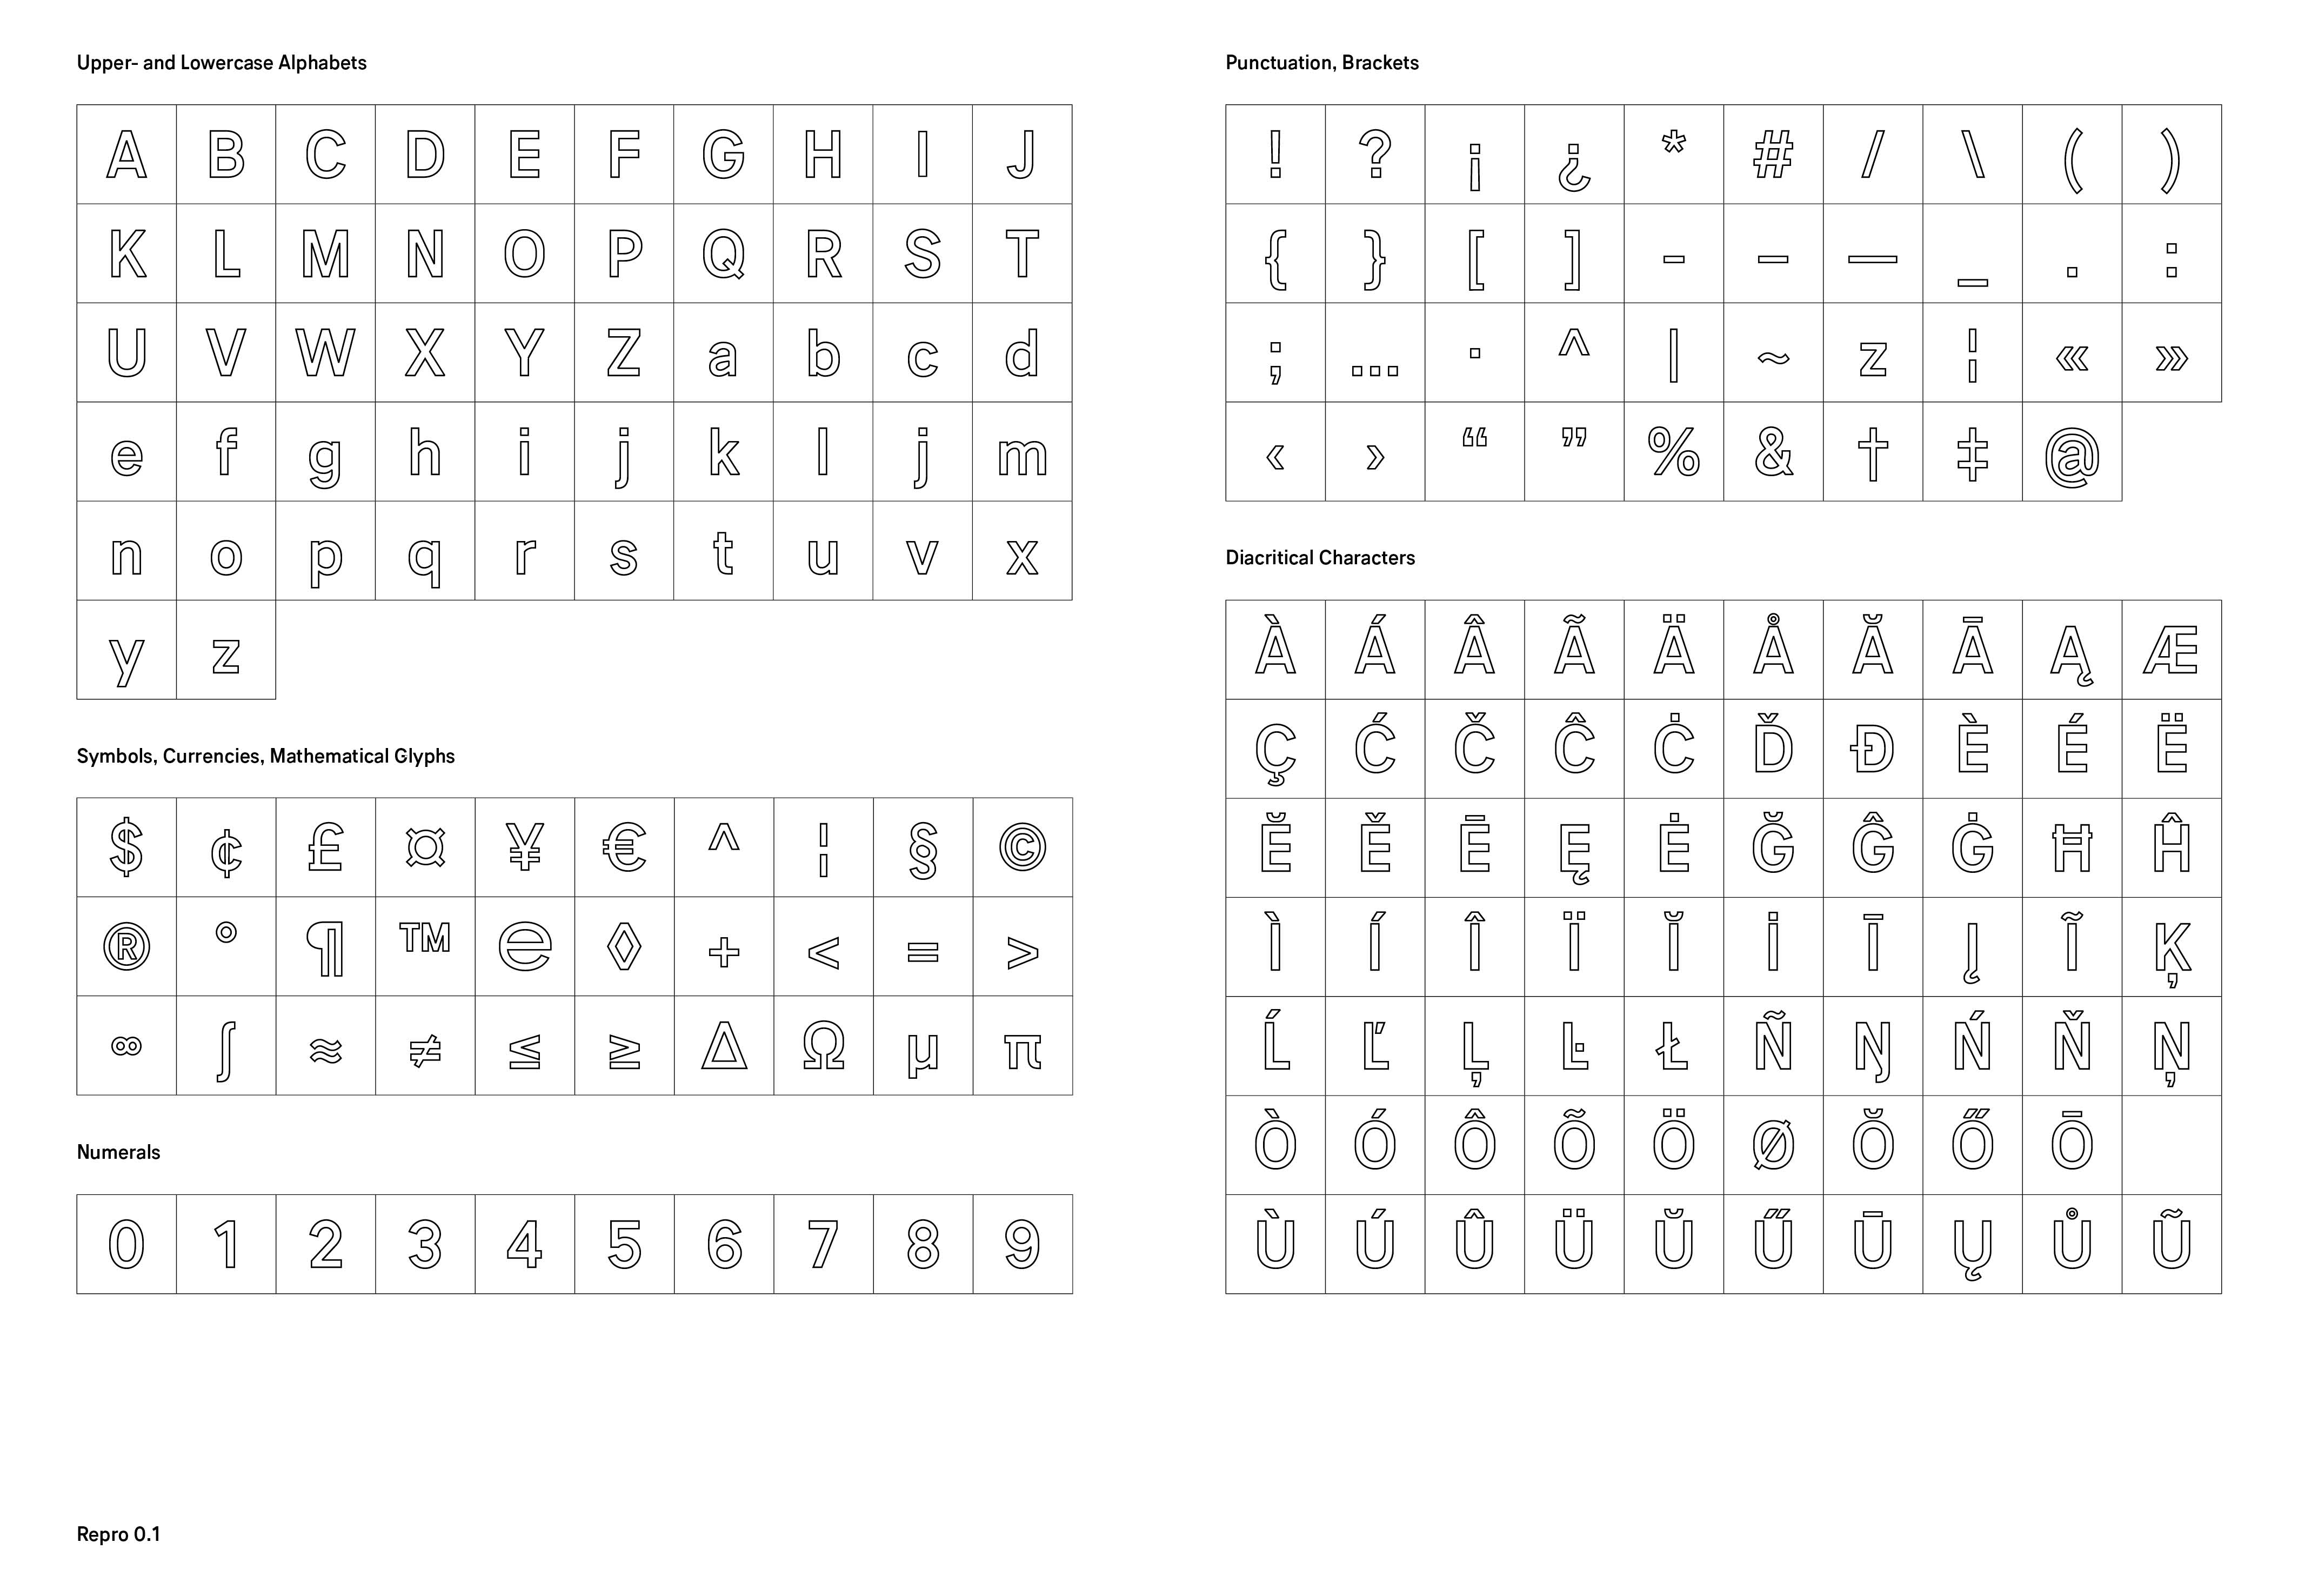 Upper- and Lowercase Alphabets
A B C D E F G H I J
K L M N O P Q R S T
U V W X Y Z a b c d
e f g h i j k l j m
n o p q r s t u v x
y z
Symbols, Currencies, Mathematical Glyphs
$ ¢ £ ¤ ¥ € ^ ¦ § ©
® ° ¶ ™ ℮ ◊ + < = >
∞ ∫ ≈ ≠ ≤ ≥ Δ Ω µ π
Numerals
0 1 2 3 4 5 6 7 8 9
Repro 0.1
Punctuation, Brackets
! ? ¡ ¿ * # / \ ( )
{ } [ ] - – — _ . :
; … · ^ | ~ z ¦ « »
‹ › “ ” % & † ‡ @
Diacritical Characters
À Á Â Ã Ä Å Ă Ā Ą Æ
Ç Ć Č Ĉ Ċ Ď Đ È É Ë
Ĕ Ě Ē Ę Ė Ğ Ĝ Ġ Ħ Ĥ
Ì Í Î Ï Ĭ İ Ī Į Ĩ Ķ
Ĺ Ľ Ļ Ŀ Ł Ñ Ŋ Ń Ň Ņ
Ò Ó Ô Õ Ö Ø Ŏ Ő Ō
Ù Ú Û Ü Ŭ Ű Ū Ų Ů Ũ